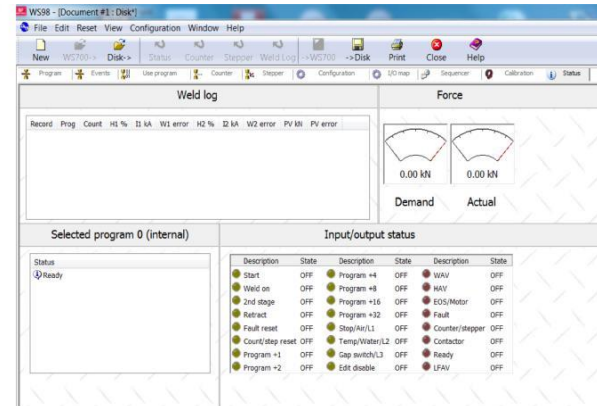 WS98 - [Document #1 : Disk*]
File Edit Reset View Configuration Window Help
New WS700-> Disk-> Status Counter Stepper Weld Log ->WS700 ->Disk Print Close Help
Program Events Use program Counter Stepper Configuration I/O map Sequencer Calibration Status
Weld log
Force
Record Prog Count H1 % I1 kA W1 error H2 % I2 kA W2 error PV kN PV error
0.00 kN 0.00 kN
Demand Actual
Selected program 0 (internal)
Input/output status
Status
Ready
Description State Description State Description State
Start OFF Program +4 OFF WAV OFF
Weld on OFF Program +8 OFF HAV OFF
2nd stage OFF Program +16 OFF EOS/Motor OFF
Retract OFF Program +32 OFF Fault OFF
Fault reset OFF Stop/Air/L1 OFF Counter/stepper OFF
Count/step reset OFF Temp/Water/L2 OFF Contactor OFF
Program +1 OFF Gap switch/L3 OFF Ready OFF
Program +2 OFF Edit disable OFF LFAV OFF